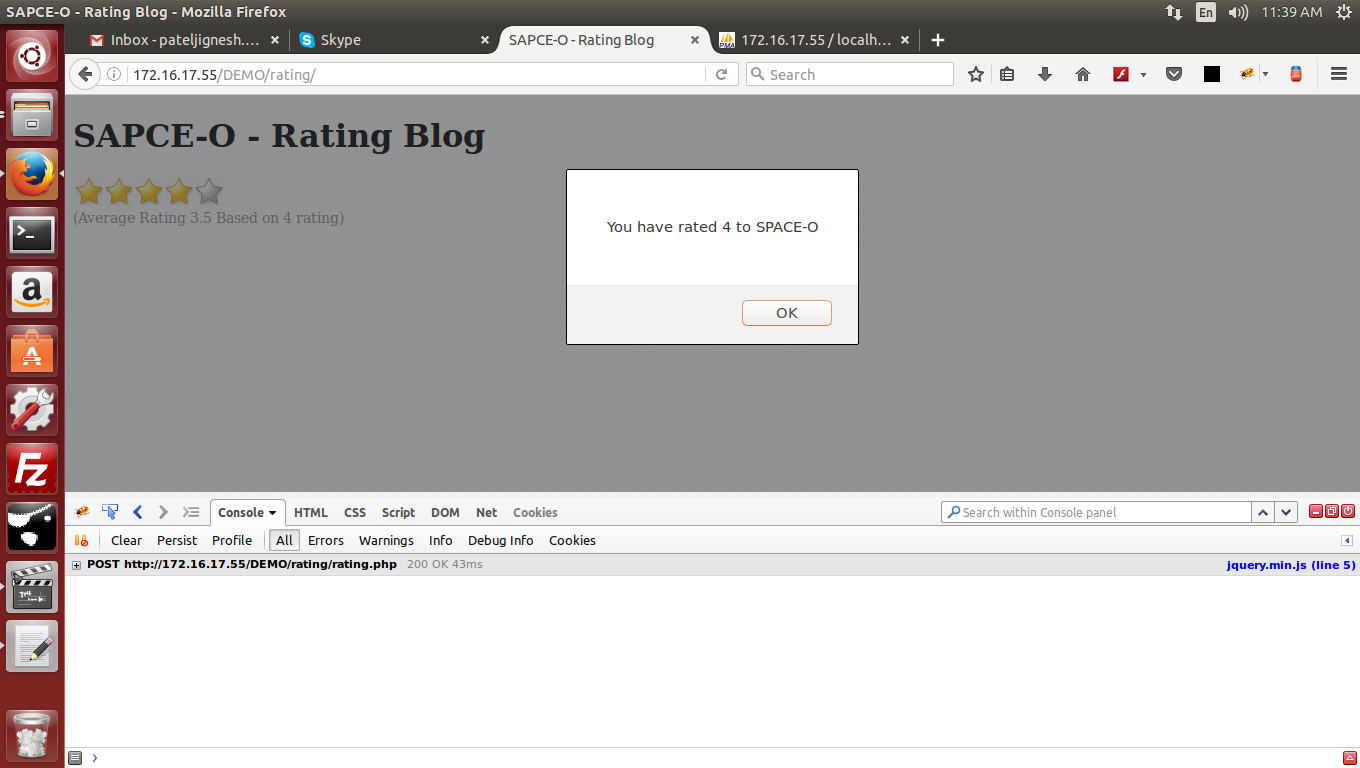 SAPCE-O - Rating Blog - Mozilla Firefox
En
11:39 AM
Inbox - pateljignesh....
Skype
SAPCE-O - Rating Blog
172.16.17.55 / localh...
172.16.17.55/DEMO/rating/
Search
SAPCE-O - Rating Blog
(Average Rating 3.5 Based on 4 rating)
You have rated 4 to SPACE-O
OK
Console HTML CSS Script DOM Net Cookies
Search within Console panel
Clear Persist Profile All Errors Warnings Info Debug Info Cookies
POST http://172.16.17.55/DEMO/rating/rating.php 200 OK 43ms
jquery.min.js (line 5)